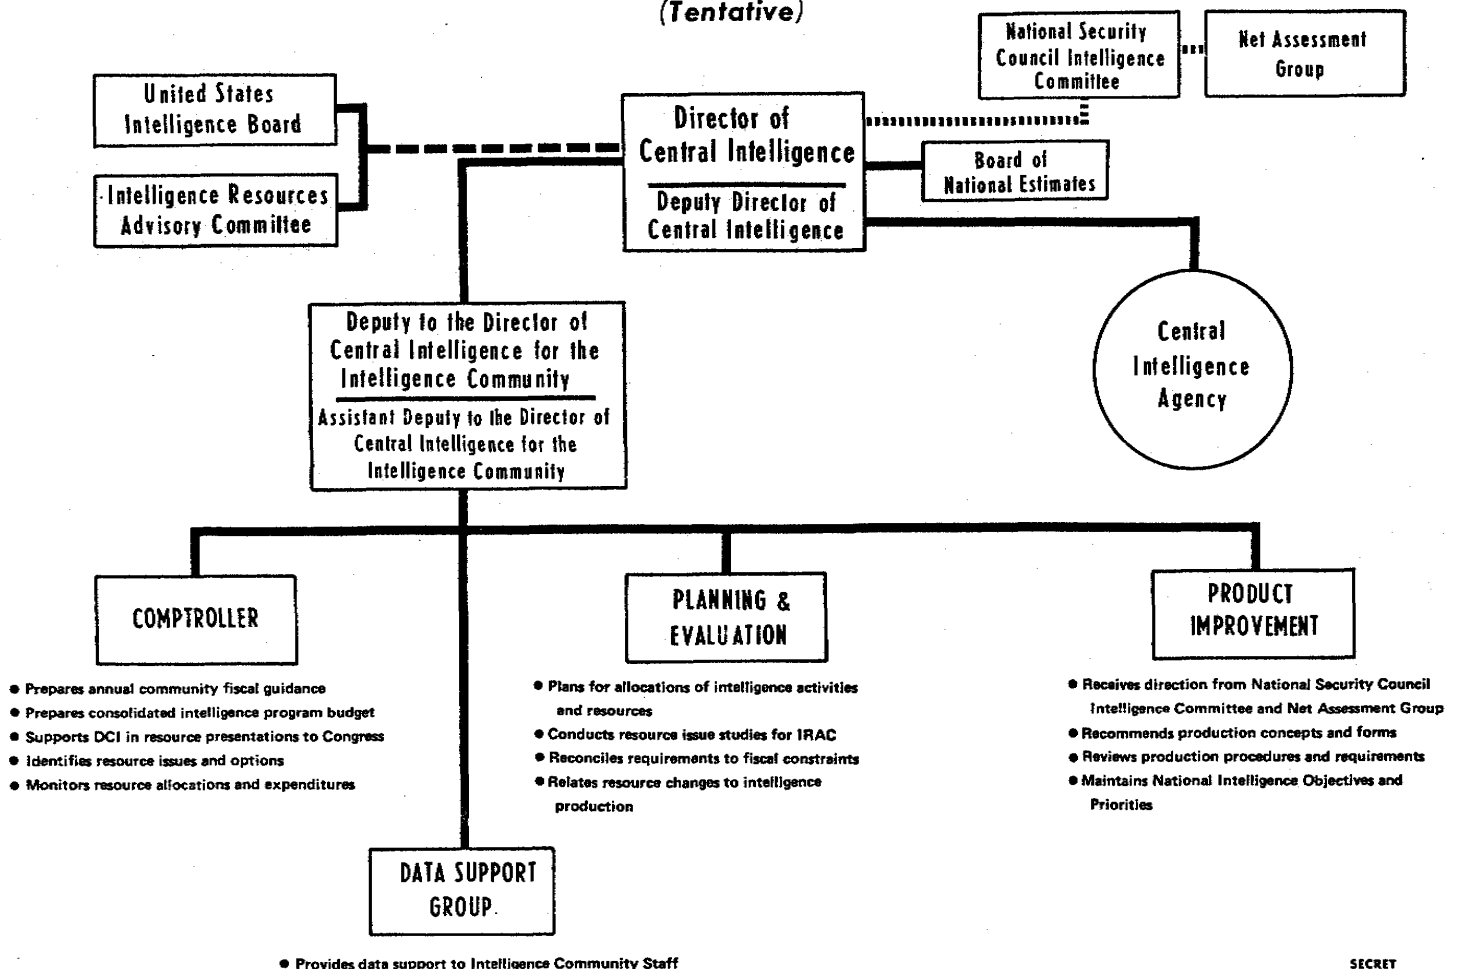 (Tentative)
National Security
Council Intelligence
Committee
Net Assessment
Group
United States
Intelligence Board
Intelligence Resources
Advisory Committee
Director of
Central Intelligence
Deputy Director of
Central Intelligence
Board of
National Estimates
Deputy to the Director of
Central Intelligence for the
Intelligence Community
Assistant Deputy to the Director of
Central Intelligence for the
Intelligence Community
Central
Intelligence
Agency
COMPTROLLER
● Prepares annual community fiscal guidance
● Prepares consolidated intelligence program budget
● Supports DCI in resource presentations to Congress
● Identifies resource issues and options
● Monitors resource allocations and expenditures
PLANNING &
EVALUATION
● Plans for allocations of intelligence activities
and resources
● Conducts resource issue studies for IRAC
● Reconciles requirements to fiscal constraints
● Relates resource changes to intelligence
production
PRODUCT
IMPROVEMENT
● Receives direction from National Security Council
Intelligence Committee and Net Assessment Group
● Recommends production concepts and forms
● Reviews production procedures and requirements
● Maintains National Intelligence Objectives and
Priorities
DATA SUPPORT
GROUP
● Provides data support to Intelligence Community Staff
SECRET